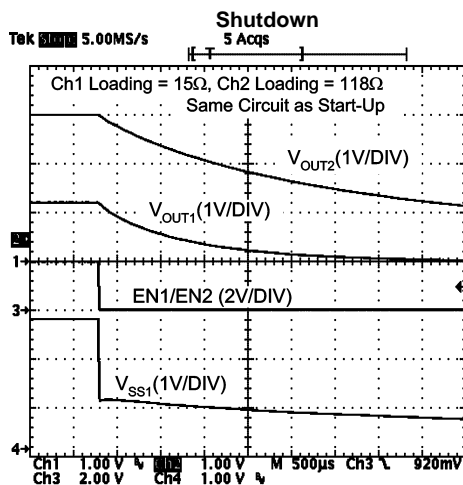 Shutdown
Tek 5.00MS/s 5 Acqs
T
Ch1 Loading = 15Ω, Ch2 Loading = 118Ω
Same Circuit as Start-Up
VOUT2(1V/DIV)
VOUT1(1V/DIV)
1
EN1/EN2 (2V/DIV)
3
VSS1(1V/DIV)
4
Ch1 1.00 V 1.00 V M 500µs Ch3 920mV
Ch3 2.00 V Ch4 1.00 V